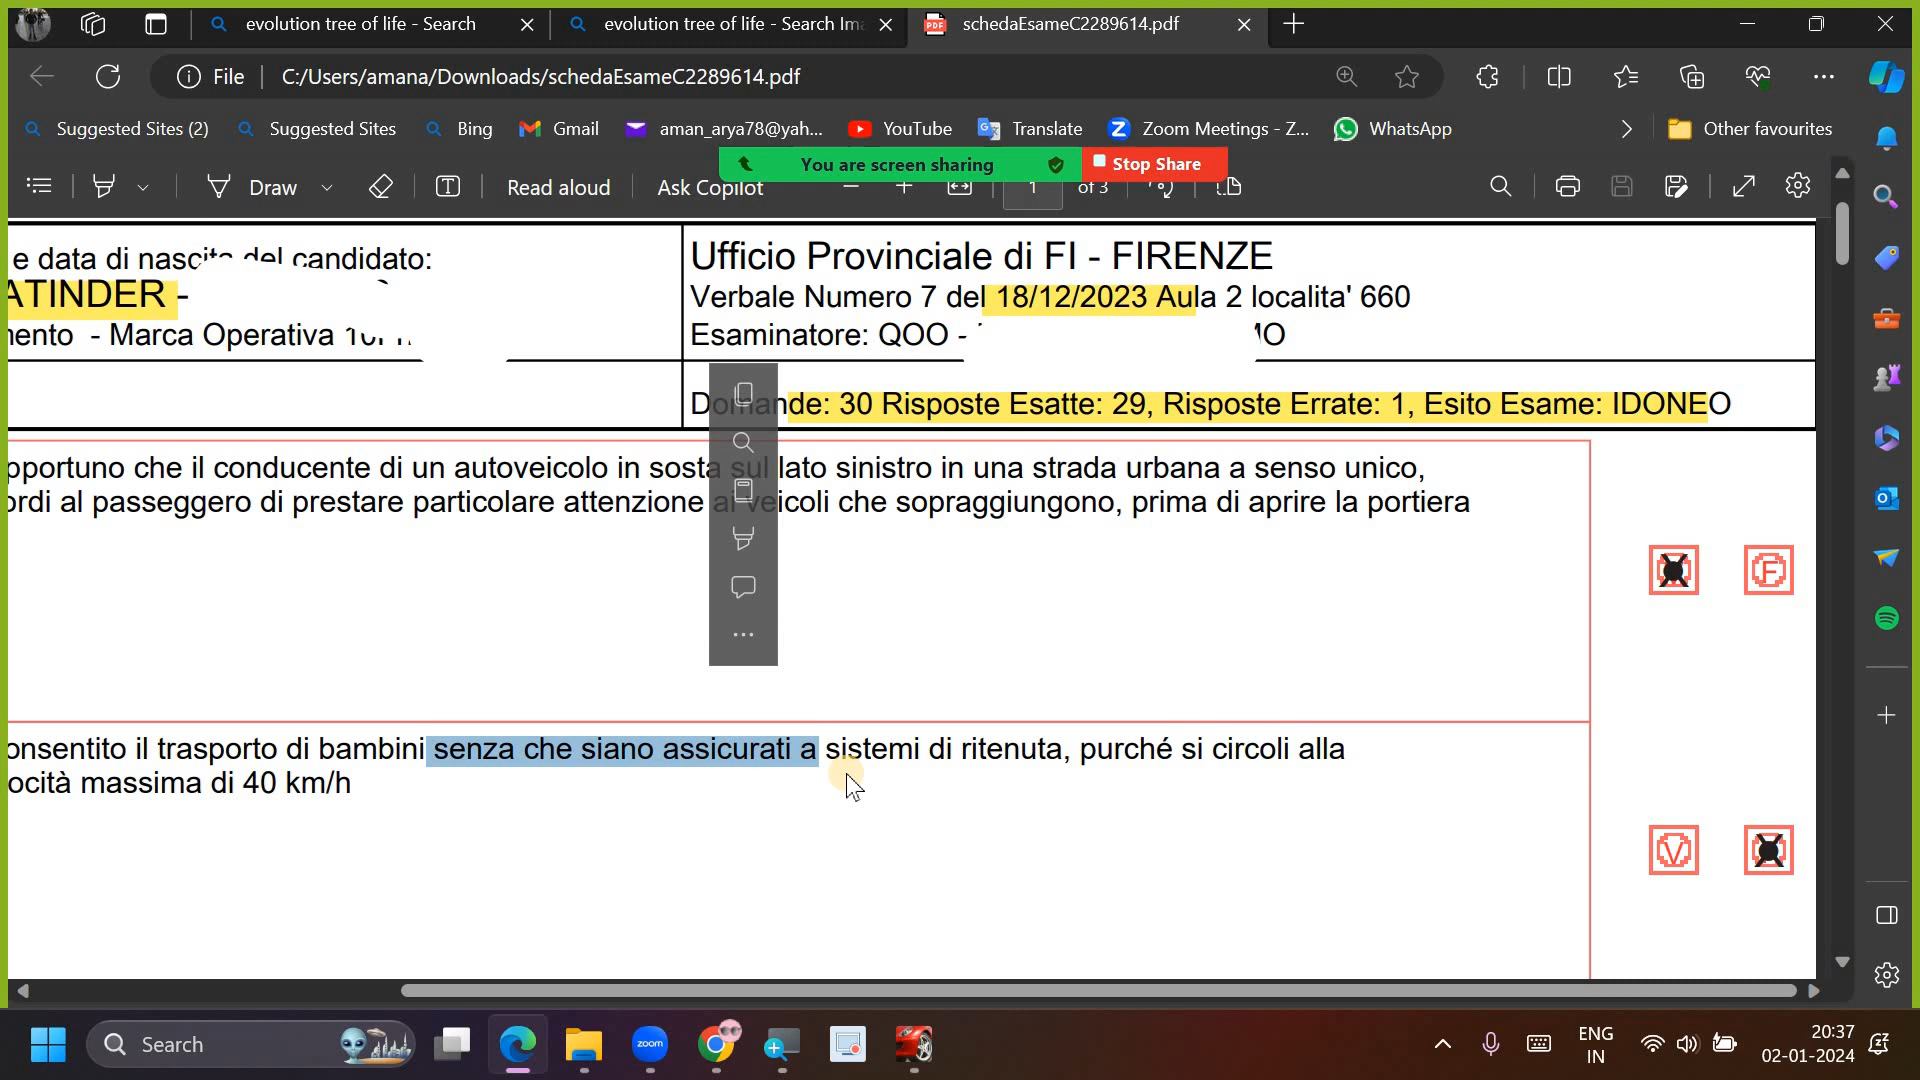 evolution tree of life - Search
evolution tree of life - Search Ima
schedaEsameC2289614.pdf
File
C:/Users/amana/Downloads/schedaEsameC2289614.pdf
Suggested Sites (2)
Suggested Sites
Bing
Gmail
aman_arya78@yah...
YouTube
Translate
Zoom Meetings - Z...
WhatsApp
Other favourites
You are screen sharing
Stop Share
Draw
Read aloud
Ask Copilot
1
of 3
e data di nascita del candidato:
ATINDER -
mento - Marca Operativa
Ufficio Provinciale di FI - FIRENZE
Verbale Numero 7 del 18/12/2023 Aula 2 localita' 660
Esaminatore: QOO -
Domande: 30 Risposte Esatte: 29, Risposte Errate: 1, Esito Esame: IDONEO
pportuno che il conducente di un autoveicolo in sosta sul lato sinistro in una strada urbana a senso unico,
ordi al passeggero di prestare particolare attenzione ai veicoli che sopraggiungono, prima di aprire la portiera
F
onsentito il trasporto di bambini senza che siano assicurati a sistemi di ritenuta, purché si circoli alla
ocità massima di 40 km/h
V
Search
zoom
ENG
IN
20:37
02-01-2024